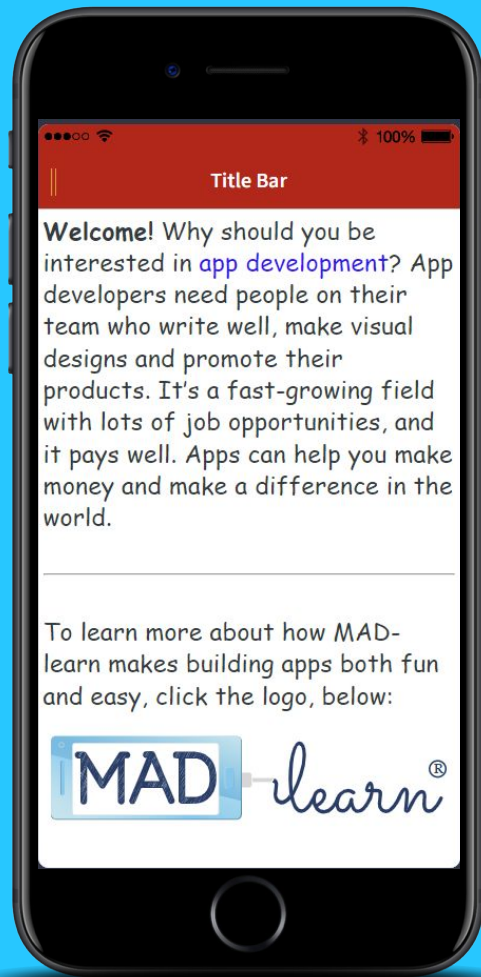 100%
Title Bar
Welcome! Why should you be
interested in app development? App
developers need people on their
team who write well, make visual
designs and promote their
products. It's a fast-growing field
with lots of job opportunities, and
it pays well. Apps can help you make
money and make a difference in the
world.
To learn more about how MAD-
learn makes building apps both fun
and easy, click the logo, below:
MAD-learn®